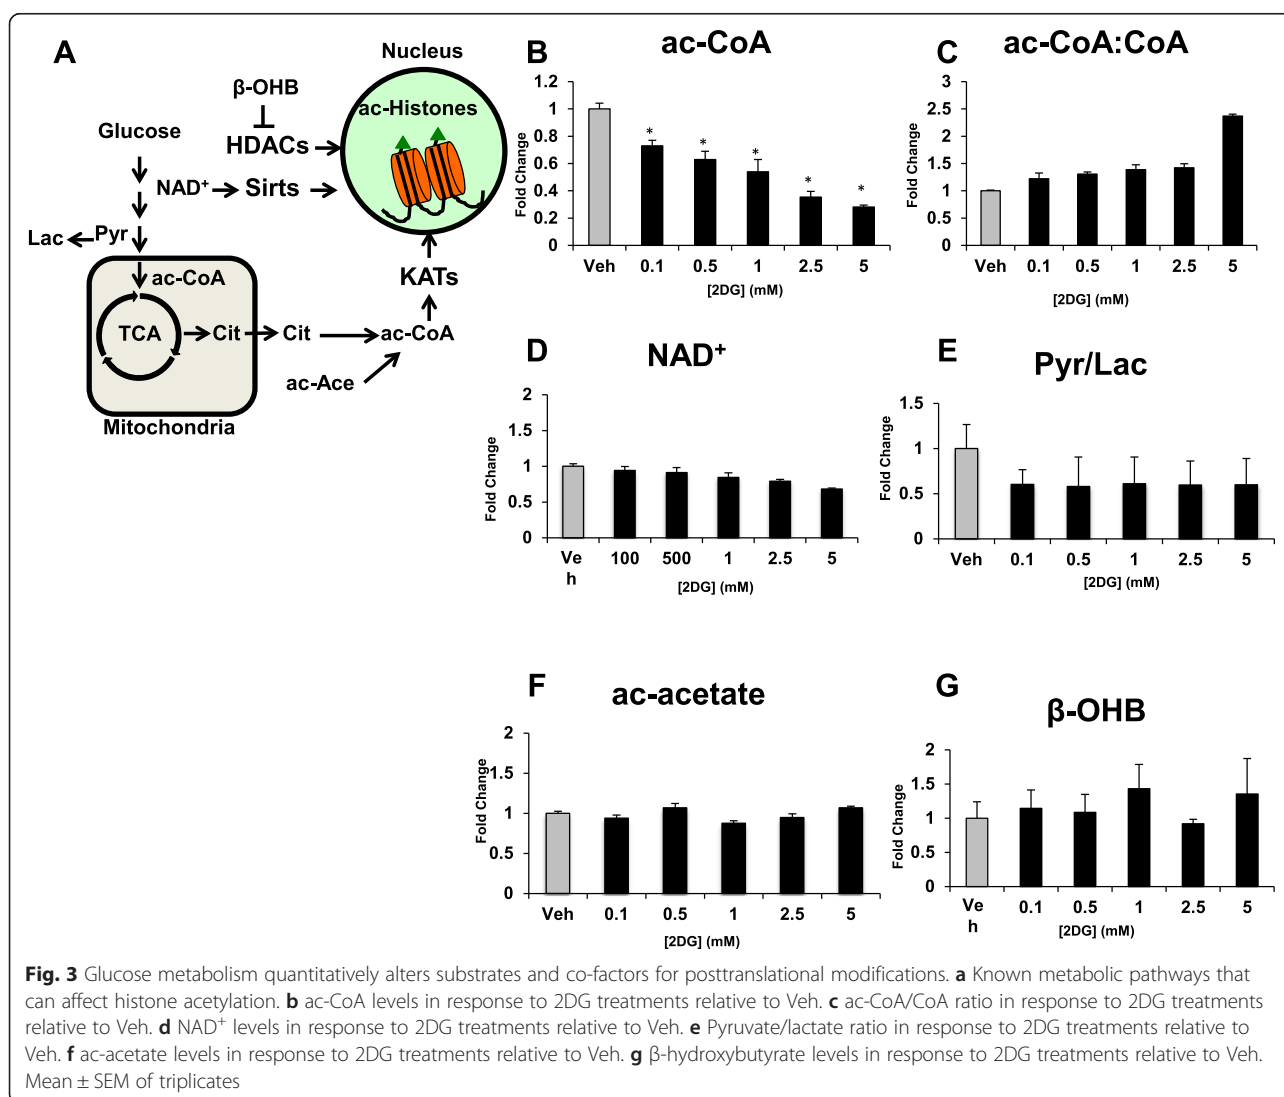 A
Nucleus
β-OHB
ac-Histones
Glucose
HDACs
NAD⁺
Sirts
Lac
Pyr
ac-CoA
KATs
TCA
Cit
Cit
ac-CoA
ac-Ace
Mitochondria
B
ac-CoA
Fold Change
1.2
1
0.8
0.6
0.4
0.2
0
* * * * *
Veh 0.1 0.5 1 2.5 5
[2DG] (mM)
C
ac-CoA:CoA
Fold Change
3
2.5
2
1.5
1
0.5
0
Veh 0.1 0.5 1 2.5 5
[2DG] (mM)
D
NAD⁺
Fold Change
2
1.5
1
0.5
0
Ve 100 500 1 2.5 5
h
[2DG] (mM)
E
Pyr/Lac
Fold Change
1.5
1
0.5
0
Veh 0.1 0.5 1 2.5 5
[2DG] (mM)
F
ac-acetate
Fold Change
2
1.5
1
0.5
0
Veh 0.1 0.5 1 2.5 5
[2DG] (mM)
G
β-OHB
Fold Change
2
1.5
1
0.5
0
Ve 0.1 0.5 1 2.5 5
h
[2DG] (mM)
Fig. 3 Glucose metabolism quantitatively alters substrates and co-factors for posttranslational modifications. a Known metabolic pathways that
can affect histone acetylation. b ac-CoA levels in response to 2DG treatments relative to Veh. c ac-CoA/CoA ratio in response to 2DG treatments
relative to Veh. d NAD⁺ levels in response to 2DG treatments relative to Veh. e Pyruvate/lactate ratio in response to 2DG treatments relative to
Veh. f ac-acetate levels in response to 2DG treatments relative to Veh. g β-hydroxybutyrate levels in response to 2DG treatments relative to Veh.
Mean ± SEM of triplicates